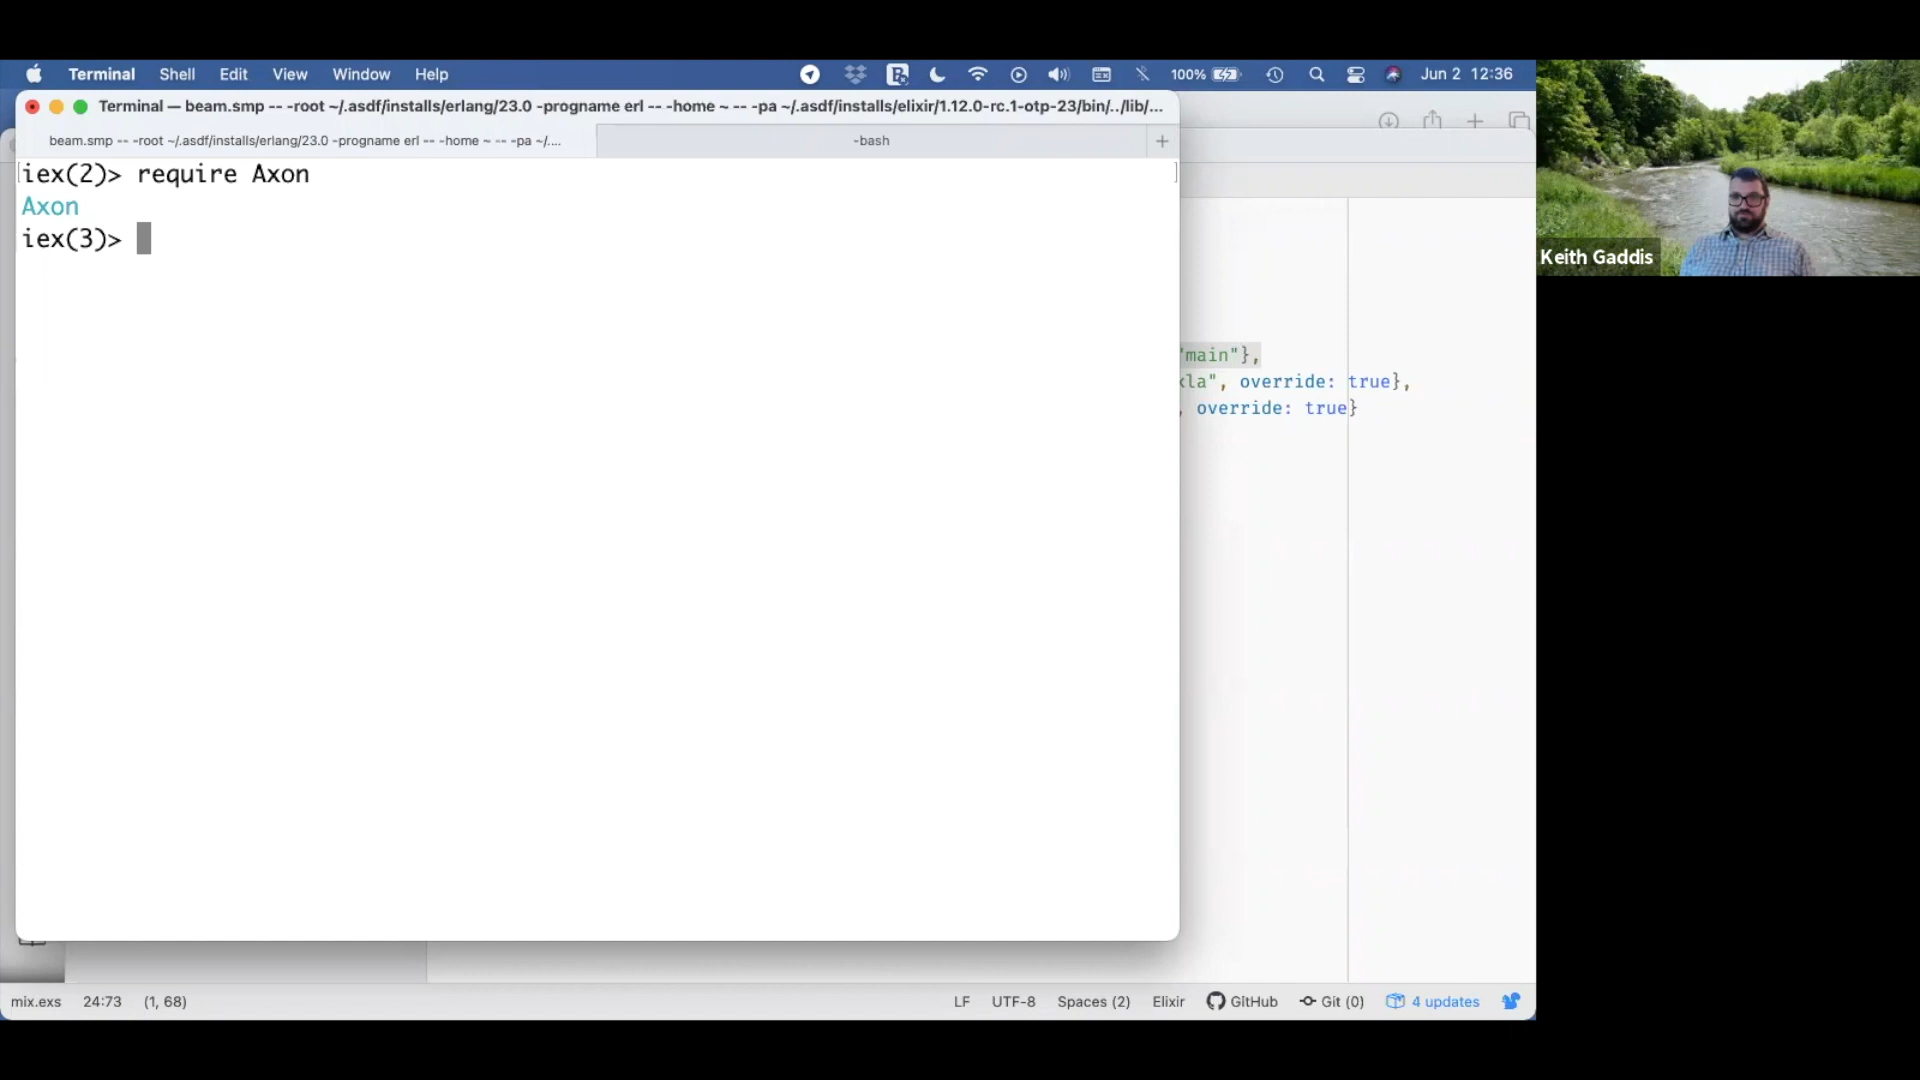 Terminal Shell Edit View Window Help 100% Jun 2 12:36
Terminal — beam.smp -- -root ~/.asdf/installs/erlang/23.0 -progname erl -- -home ~ -- -pa ~/.asdf/installs/elixir/1.12.0-rc.1-otp-23/bin/../lib/...
beam.smp -- -root ~/.asdf/installs/erlang/23.0 -progname erl -- -home ~ -- -pa ~/.... -bash
iex(2)> require Axon
Axon
iex(3)>
Keith Gaddis
"main"},
xla", override: true},
, override: true}
mix.exs 24:73 (1, 68) LF UTF-8 Spaces (2) Elixir GitHub Git (0) 4 updates